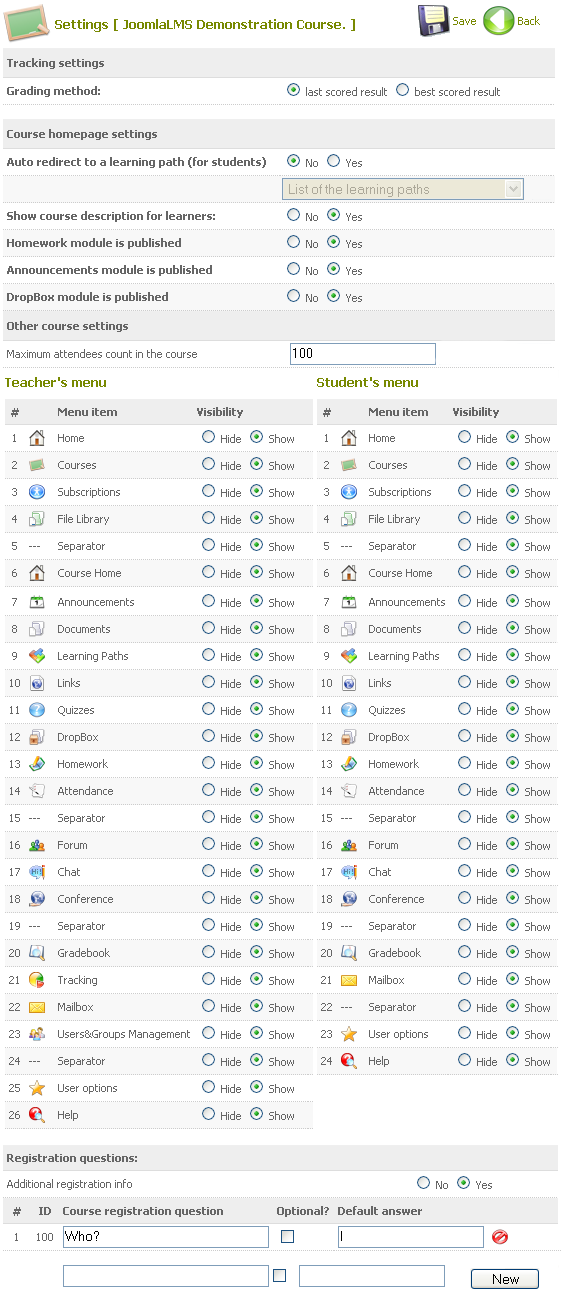 Settings [ JoomlaLMS Demonstration Course. ] Save Back
Tracking settings
Grading method: last scored result best scored result
Course homepage settings
Auto redirect to a learning path (for students) No Yes
List of the learning paths
Show course description for learners: No Yes
Homework module is published No Yes
Announcements module is published No Yes
DropBox module is published No Yes
Other course settings
Maximum attendees count in the course 100
Teacher's menu Student's menu
# Menu item Visibility # Menu item Visibility
1 Home Hide Show 1 Home Hide Show
2 Courses Hide Show 2 Courses Hide Show
3 Subscriptions Hide Show 3 Subscriptions Hide Show
4 File Library Hide Show 4 File Library Hide Show
5 --- Separator Hide Show 5 --- Separator Hide Show
6 Course Home Hide Show 6 Course Home Hide Show
7 Announcements Hide Show 7 Announcements Hide Show
8 Documents Hide Show 8 Documents Hide Show
9 Learning Paths Hide Show 9 Learning Paths Hide Show
10 Links Hide Show 10 Links Hide Show
11 Quizzes Hide Show 11 Quizzes Hide Show
12 DropBox Hide Show 12 DropBox Hide Show
13 Homework Hide Show 13 Homework Hide Show
14 Attendance Hide Show 14 Attendance Hide Show
15 --- Separator Hide Show 15 --- Separator Hide Show
16 Forum Hide Show 16 Forum Hide Show
17 Chat Hide Show 17 Chat Hide Show
18 Conference Hide Show 18 Conference Hide Show
19 --- Separator Hide Show 19 --- Separator Hide Show
20 Gradebook Hide Show 20 Gradebook Hide Show
21 Tracking Hide Show 21 Mailbox Hide Show
22 Mailbox Hide Show 22 --- Separator Hide Show
23 Users&Groups Management Hide Show 23 User options Hide Show
24 --- Separator Hide Show 24 Help Hide Show
25 User options Hide Show
26 Help Hide Show
Registration questions:
Additional registration info No Yes
# ID Course registration question Optional? Default answer
1 100 Who? I
New